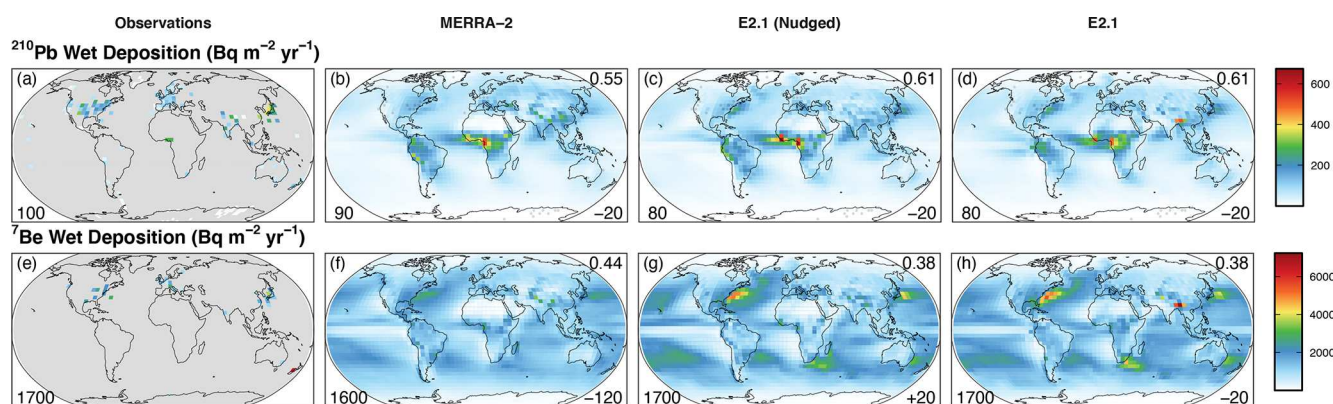 Observations MERRA−2 E2.1 (Nudged) E2.1
²¹⁰Pb Wet Deposition (Bq m⁻² yr⁻¹)
(a) (b) 0.55 (c) 0.61 (d) 0.61
600
400
200
100 90 −20 80 −20 80 −20
⁷Be Wet Deposition (Bq m⁻² yr⁻¹)
(e) (f) 0.44 (g) 0.38 (h) 0.38
6000
4000
2000
1700 1600 −120 1700 +20 1700 −20